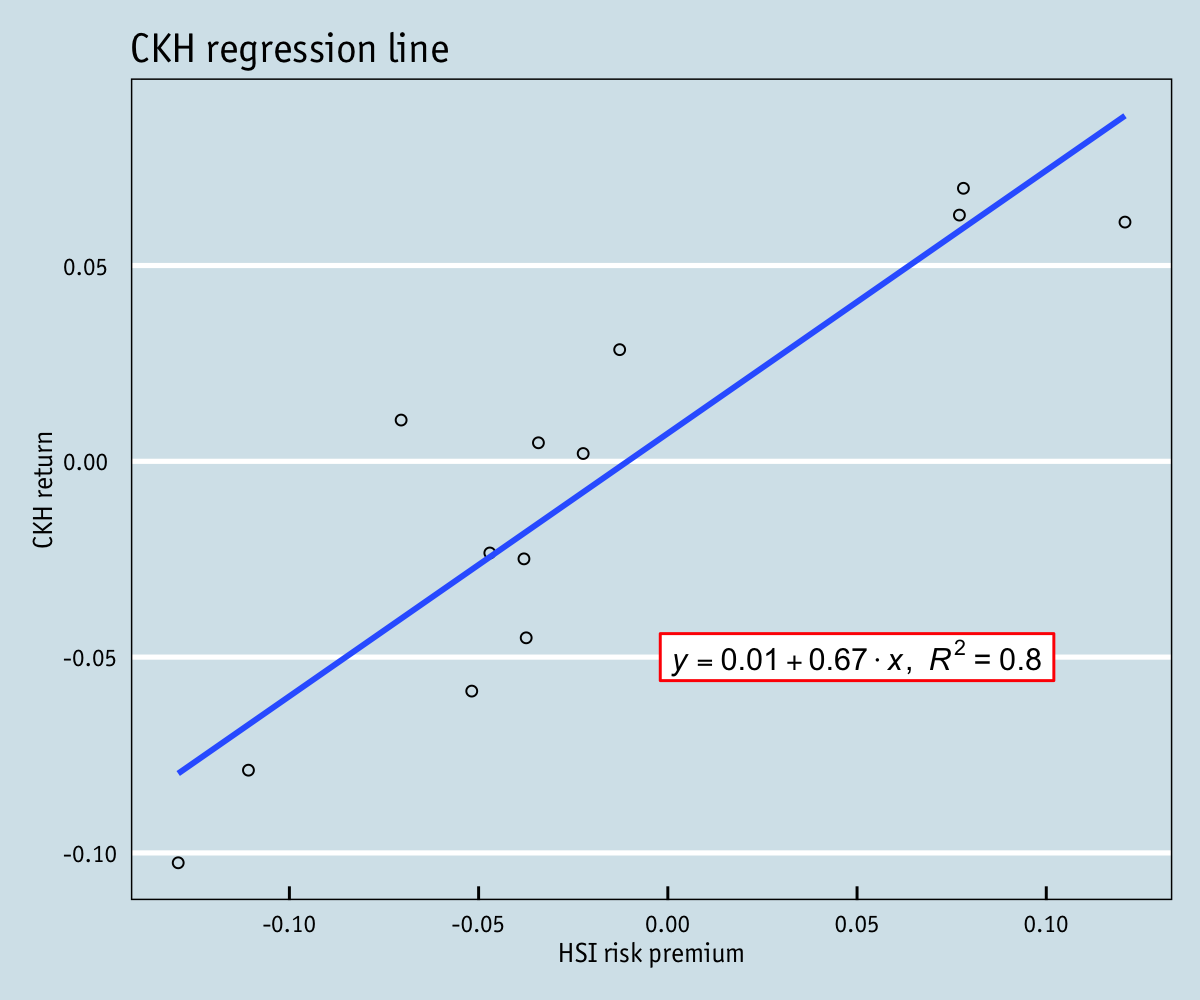 CKH regression line
0.05
0.00
-0.05
-0.10
CKH return
y = 0.01 + 0.67 · x, R² = 0.8
-0.10 -0.05 0.00 0.05 0.10
HSI risk premium